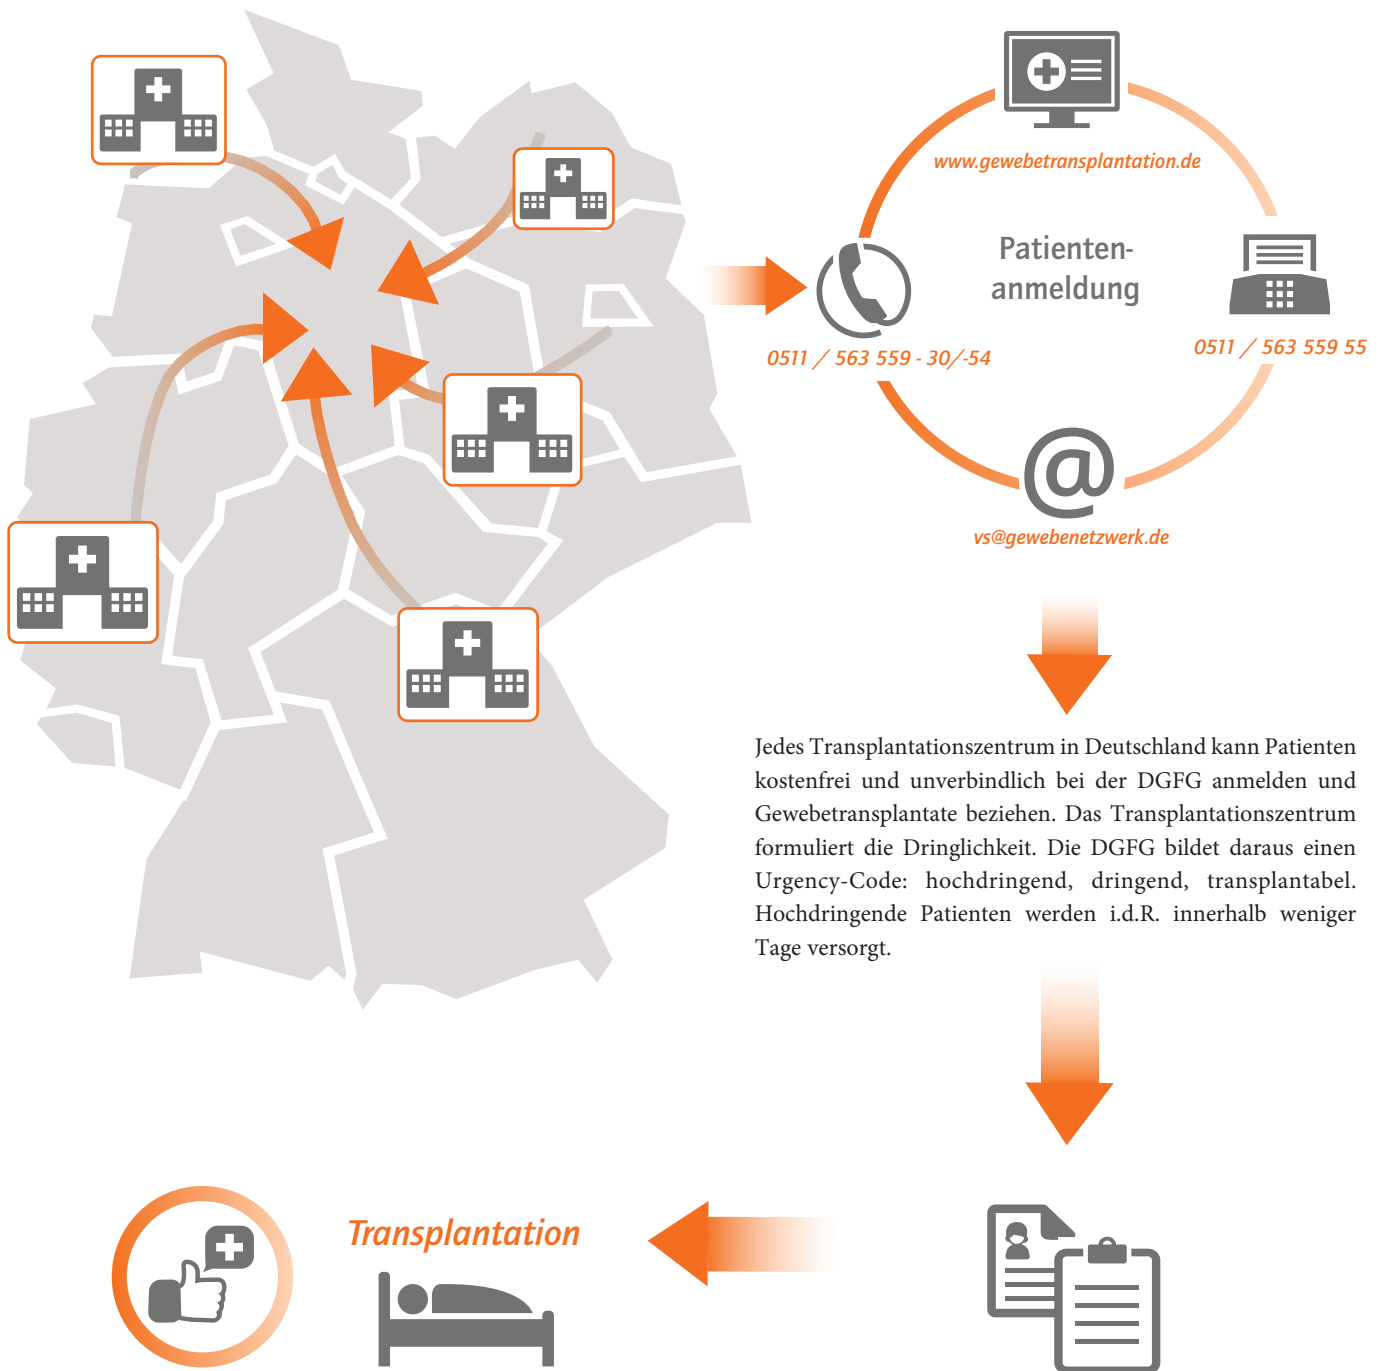 www.gewebetransplantation.de
Patienten-
anmeldung
0511 / 563 559 - 30/-54
0511 / 563 559 55
@
vs@gewebenetzwerk.de
Jedes Transplantationszentrum in Deutschland kann Patienten
kostenfrei und unverbindlich bei der DGFG anmelden und
Gewebetransplantate beziehen. Das Transplantationszentrum
formuliert die Dringlichkeit. Die DGFG bildet daraus einen
Urgency-Code: hochdringend, dringend, transplantabel.
Hochdringende Patienten werden i.d.R. innerhalb weniger
Tage versorgt.
Transplantation